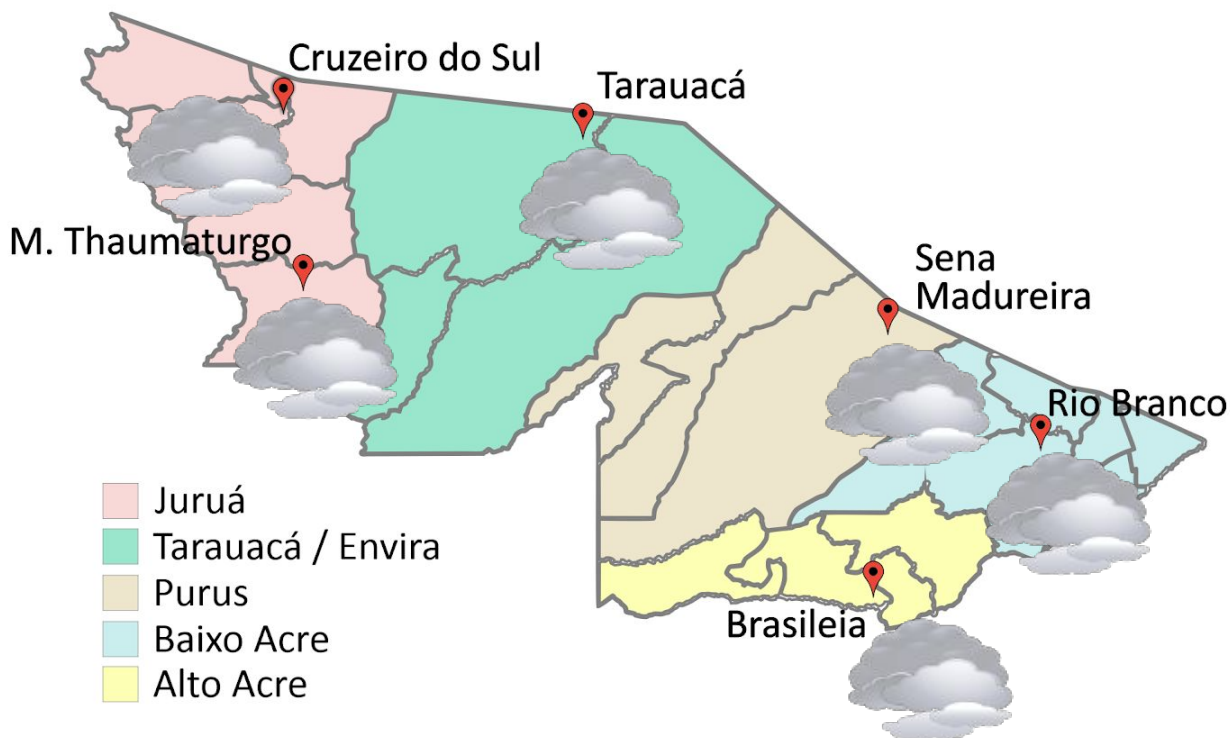 Cruzeiro do Sul
Tarauacá
M. Thaumaturgo
Sena
Madureira
Rio Branco
Brasileia
Juruá
Tarauacá / Envira
Purus
Baixo Acre
Alto Acre